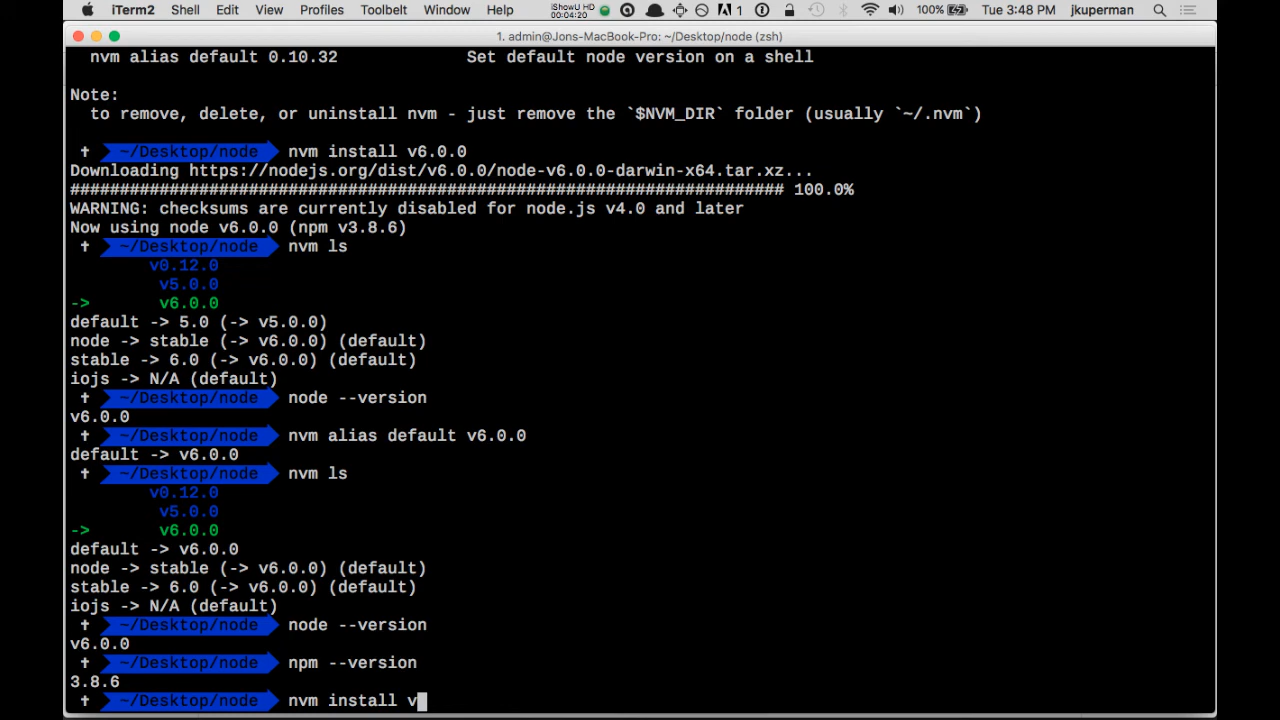 iTerm2 Shell Edit View Profiles Toolbelt Window Help iShowU HD 00:04:20 1 100% Tue 3:48 PM jkuperman
1. admin@Jons-MacBook-Pro: ~/Desktop/node (zsh)
nvm alias default 0.10.32 Set default node version on a shell
Note:
to remove, delete, or uninstall nvm - just remove the `$NVM_DIR` folder (usually `~/.nvm`)
† ~/Desktop/node nvm install v6.0.0
Downloading https://nodejs.org/dist/v6.0.0/node-v6.0.0-darwin-x64.tar.xz...
######################################################################## 100.0%
WARNING: checksums are currently disabled for node.js v4.0 and later
Now using node v6.0.0 (npm v3.8.6)
† ~/Desktop/node nvm ls
v0.12.0
v5.0.0
-> v6.0.0
default -> 5.0 (-> v5.0.0)
node -> stable (-> v6.0.0) (default)
stable -> 6.0 (-> v6.0.0) (default)
iojs -> N/A (default)
† ~/Desktop/node node --version
v6.0.0
† ~/Desktop/node nvm alias default v6.0.0
default -> v6.0.0
† ~/Desktop/node nvm ls
v0.12.0
v5.0.0
-> v6.0.0
default -> v6.0.0
node -> stable (-> v6.0.0) (default)
stable -> 6.0 (-> v6.0.0) (default)
iojs -> N/A (default)
† ~/Desktop/node node --version
v6.0.0
† ~/Desktop/node npm --version
3.8.6
† ~/Desktop/node nvm install v